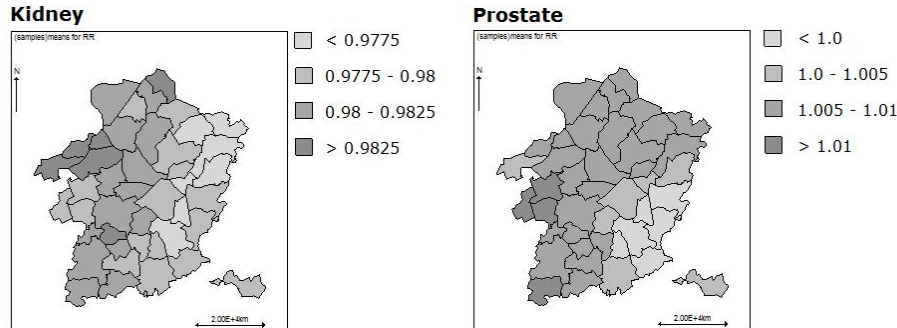 Kidney
(samples)means for RR
N
2.00E+4km
< 0.9775
0.9775 - 0.98
0.98 - 0.9825
> 0.9825
Prostate
(samples)means for RR
N
2.00E+4km
< 1.0
1.0 - 1.005
1.005 - 1.01
> 1.01